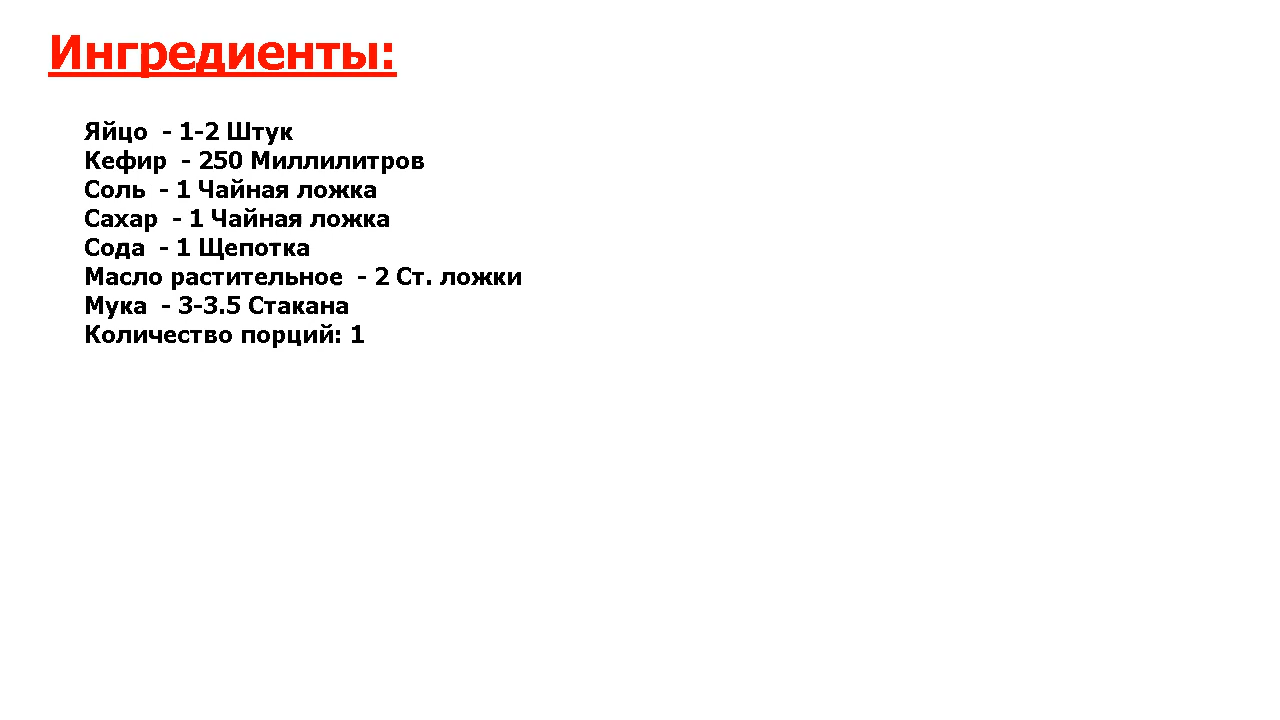 Ингредиенты:
Яйцо - 1-2 Штук
Кефир - 250 Миллилитров
Соль - 1 Чайная ложка
Сахар - 1 Чайная ложка
Сода - 1 Щепотка
Масло растительное - 2 Ст. ложки
Мука - 3-3.5 Стакана
Количество порций: 1